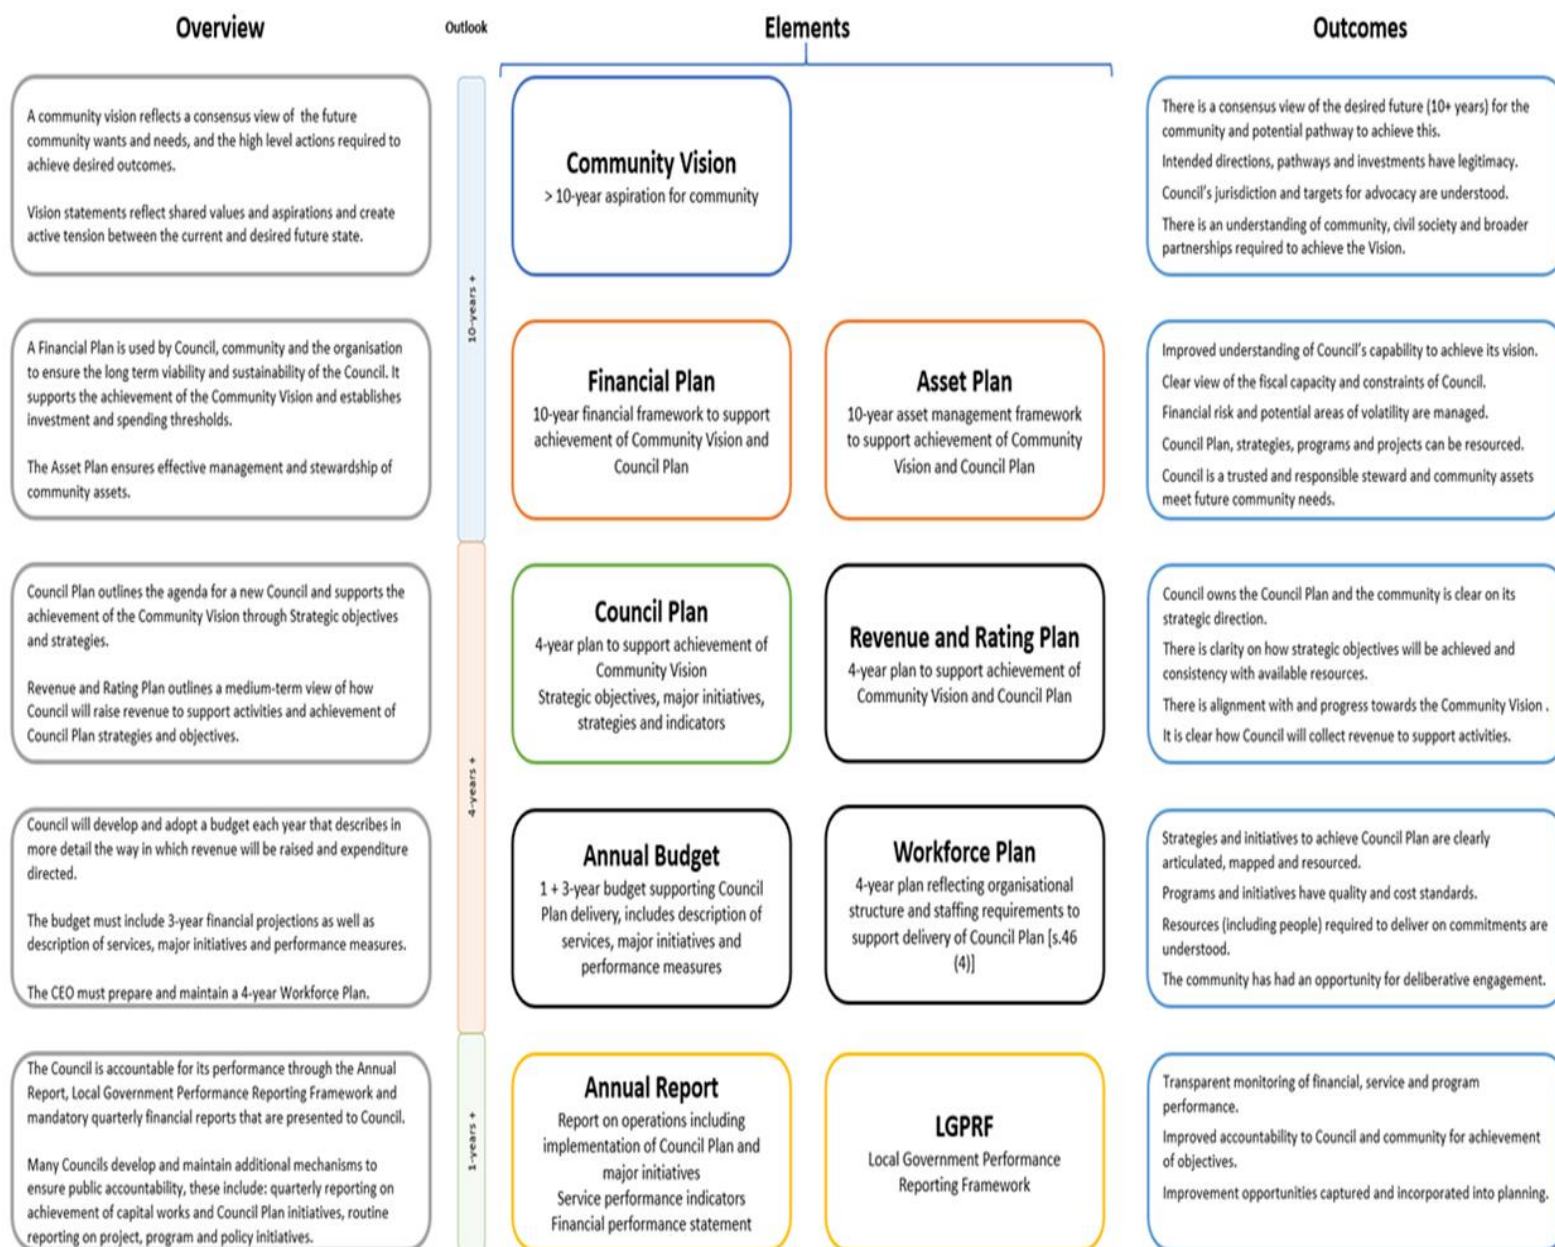 Overview
Outlook
Elements
Outcomes
A community vision reflects a consensus view of the future
community wants and needs, and the high level actions required to
achieve desired outcomes.
Vision statements reflect shared values and aspirations and create
active tension between the current and desired future state.
10-years +
Community Vision
> 10-year aspiration for community
There is a consensus view of the desired future (10+ years) for the
community and potential pathway to achieve this.
Intended directions, pathways and investments have legitimacy.
Council's jurisdiction and targets for advocacy are understood.
There is an understanding of community, civil society and broader
partnerships required to achieve the Vision.
A Financial Plan is used by Council, community and the organisation
to ensure the long term viability and sustainability of the Council. It
supports the achievement of the Community Vision and establishes
investment and spending thresholds.
The Asset Plan ensures effective management and stewardship of
community assets.
Financial Plan
10-year financial framework to support
achievement of Community Vision and
Council Plan
Asset Plan
10-year asset management framework
to support achievement of Community
Vision and Council Plan
Improved understanding of Council's capability to achieve its vision.
Clear view of the fiscal capacity and constraints of Council.
Financial risk and potential areas of volatility are managed.
Council Plan, strategies, programs and projects can be resourced.
Council is a trusted and responsible steward and community assets
meet future community needs.
Council Plan outlines the agenda for a new Council and supports the
achievement of the Community Vision through Strategic objectives
and strategies.
Revenue and Rating Plan outlines a medium-term view of how
Council will raise revenue to support activities and achievement of
Council Plan strategies and objectives.
4-years +
Council Plan
4-year plan to support achievement of
Community Vision
Strategic objectives, major initiatives,
strategies and indicators
Revenue and Rating Plan
4-year plan to support achievement of
Community Vision and Council Plan
Council owns the Council Plan and the community is clear on its
strategic direction.
There is clarity on how strategic objectives will be achieved and
consistency with available resources.
There is alignment with and progress towards the Community Vision .
It is clear how Council will collect revenue to support activities.
Council will develop and adopt a budget each year that describes in
more detail the way in which revenue will be raised and expenditure
directed.
The budget must include 3-year financial projections as well as
description of services, major initiatives and performance measures.
The CEO must prepare and maintain a 4-year Workforce Plan.
Annual Budget
1 + 3-year budget supporting Council
Plan delivery, includes description of
services, major initiatives and
performance measures
Workforce Plan
4-year plan reflecting organisational
structure and staffing requirements to
support delivery of Council Plan [s.46
(4)]
Strategies and initiatives to achieve Council Plan are clearly
articulated, mapped and resourced.
Programs and initiatives have quality and cost standards.
Resources (including people) required to deliver on commitments are
understood.
The community has had an opportunity for deliberative engagement.
The Council is accountable for its performance through the Annual
Report, Local Government Performance Reporting Framework and
mandatory quarterly financial reports that are presented to Council.
Many Councils develop and maintain additional mechanisms to
ensure public accountability, these include: quarterly reporting on
achievement of capital works and Council Plan initiatives, routine
reporting on project, program and policy initiatives.
1-years +
Annual Report
Report on operations including
implementation of Council Plan and
major initiatives
Service performance indicators
Financial performance statement
LGPRF
Local Government Performance
Reporting Framework
Transparent monitoring of financial, service and program
performance.
Improved accountability to Council and community for achievement
of objectives.
Improvement opportunities captured and incorporated into planning.